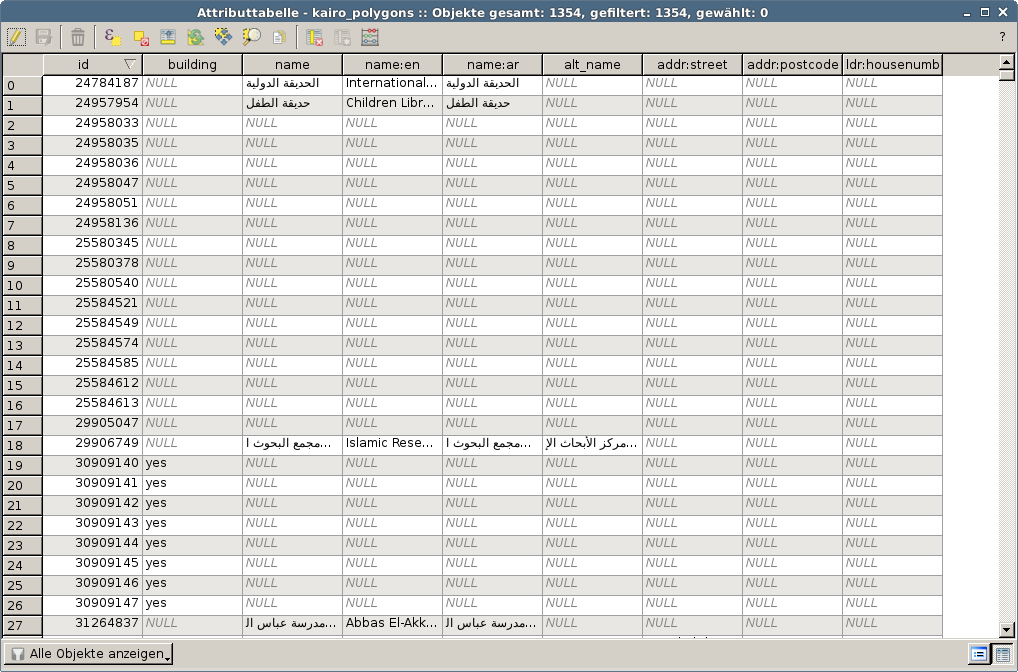 Attributtabelle - kairo_polygons :: Objekte gesamt: 1354, gefiltert: 1354, gewählt: 0
?
id building name name:en name:ar alt_name addr:street addr:postcode ldr:housenumb
0 24784187 NULL الحديقة الدولية International... الحديقة الدولية NULL NULL NULL NULL
1 24957954 NULL حديقة الطفل Children Libr... حديقة الطفل NULL NULL NULL NULL
2 24958033 NULL NULL NULL NULL NULL NULL NULL NULL
3 24958035 NULL NULL NULL NULL NULL NULL NULL NULL
4 24958036 NULL NULL NULL NULL NULL NULL NULL NULL
5 24958047 NULL NULL NULL NULL NULL NULL NULL NULL
6 24958051 NULL NULL NULL NULL NULL NULL NULL NULL
7 24958136 NULL NULL NULL NULL NULL NULL NULL NULL
8 25580345 NULL NULL NULL NULL NULL NULL NULL NULL
9 25580378 NULL NULL NULL NULL NULL NULL NULL NULL
10 25580540 NULL NULL NULL NULL NULL NULL NULL NULL
11 25584521 NULL NULL NULL NULL NULL NULL NULL NULL
12 25584549 NULL NULL NULL NULL NULL NULL NULL NULL
13 25584574 NULL NULL NULL NULL NULL NULL NULL NULL
14 25584585 NULL NULL NULL NULL NULL NULL NULL NULL
15 25584612 NULL NULL NULL NULL NULL NULL NULL NULL
16 25584613 NULL NULL NULL NULL NULL NULL NULL NULL
17 29905047 NULL NULL NULL NULL NULL NULL NULL NULL
18 29906749 NULL مجمع البحوث ا... Islamic Rese... مجمع البحوث ا... مركز الأبحاث الإ... NULL NULL NULL
19 30909140 yes NULL NULL NULL NULL NULL NULL NULL
20 30909141 yes NULL NULL NULL NULL NULL NULL NULL
21 30909142 yes NULL NULL NULL NULL NULL NULL NULL
22 30909143 yes NULL NULL NULL NULL NULL NULL NULL
23 30909144 yes NULL NULL NULL NULL NULL NULL NULL
24 30909145 yes NULL NULL NULL NULL NULL NULL NULL
25 30909146 yes NULL NULL NULL NULL NULL NULL NULL
26 30909147 yes NULL NULL NULL NULL NULL NULL NULL
27 31264837 NULL مدرسة عباس ال... Abbas El-Akk... مدرسة عباس ال... NULL NULL NULL NULL
Alle Objekte anzeigen